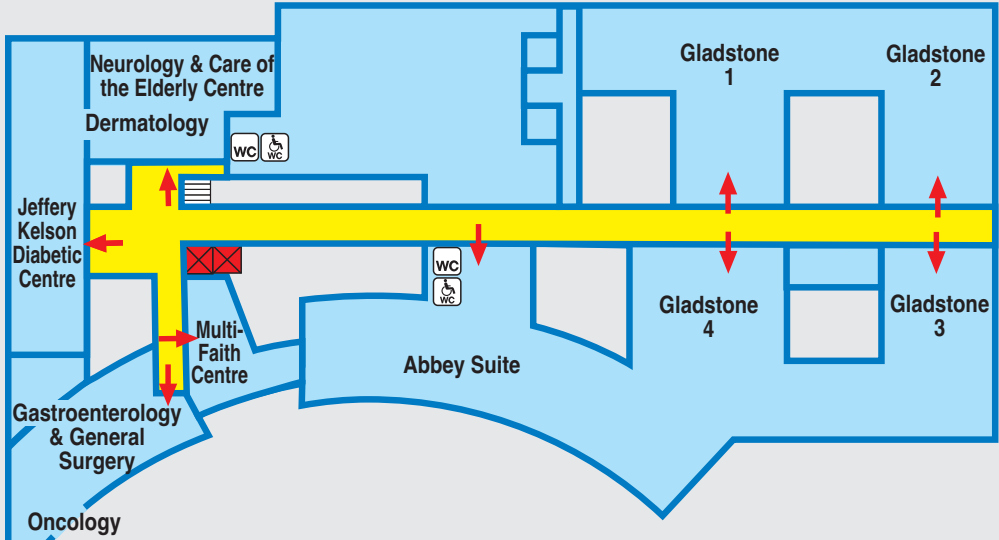 Neurology & Care of
the Elderly Centre
Dermatology
WC
WC
Gladstone
1
Gladstone
2
Jeffery
Kelson
Diabetic
Centre
WC
WC
Multi-
Faith
Centre
Abbey Suite
Gladstone
4
Gladstone
3
Gastroenterology
& General
Surgery
Oncology